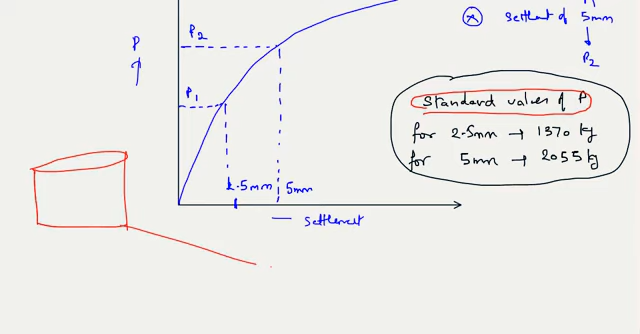 P
P₂
P₁
2.5mm
5mm
settlement
Ⓧ settlent of 5mm
P₂
Standard values of P
for 2.5mm → 1370 kg
for 5mm → 2055 kg